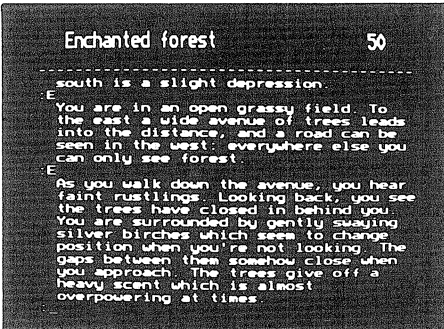 Enchanted forest 50
south is a slight depression.
:E
You are in an open grassy field. To
the east a wide avenue of trees leads
into the distance, and a road can be
seen in the west: everywhere else you
can only see forest.
:E
As you walk down the avenue, you hear
faint rustlings. Looking back, you see
the trees have closed in behind you.
You are surrounded by gently swaying
silver birches which seem to change
position when you're not looking. The
gaps between them somehow close when
you approach. The trees give off a
heavy scent which is almost
overpowering at times.
:_